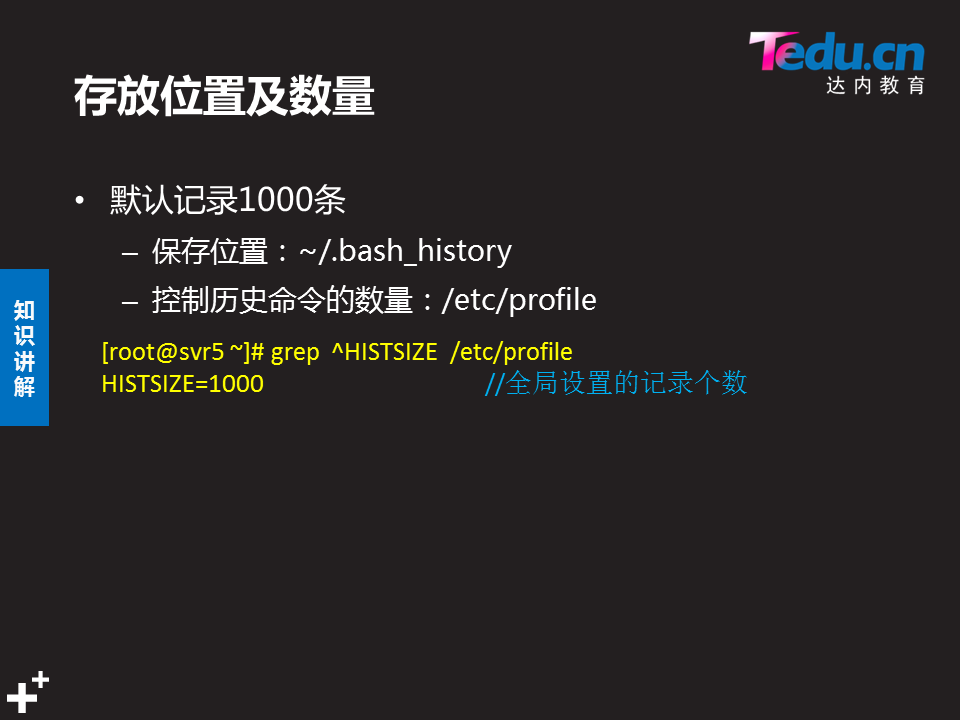 Tedu.cn
达内教育
存放位置及数量
• 默认记录1000条
– 保存位置：~/.bash_history
– 控制历史命令的数量：/etc/profile
知识讲解
[root@svr5 ~]# grep ^HISTSIZE /etc/profile
HISTSIZE=1000 //全局设置的记录个数